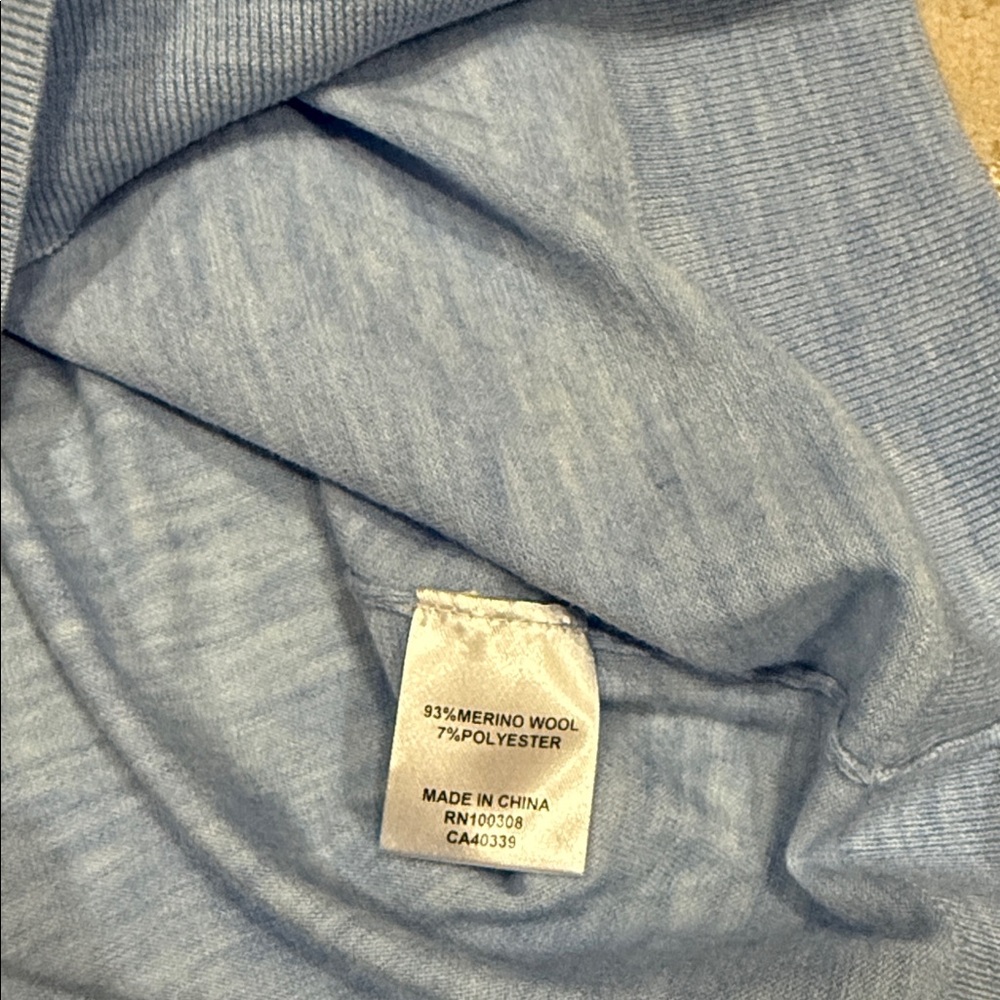 93%MERINO WOOL
7%POLYESTER
MADE IN CHINA
RN100308
CA40339